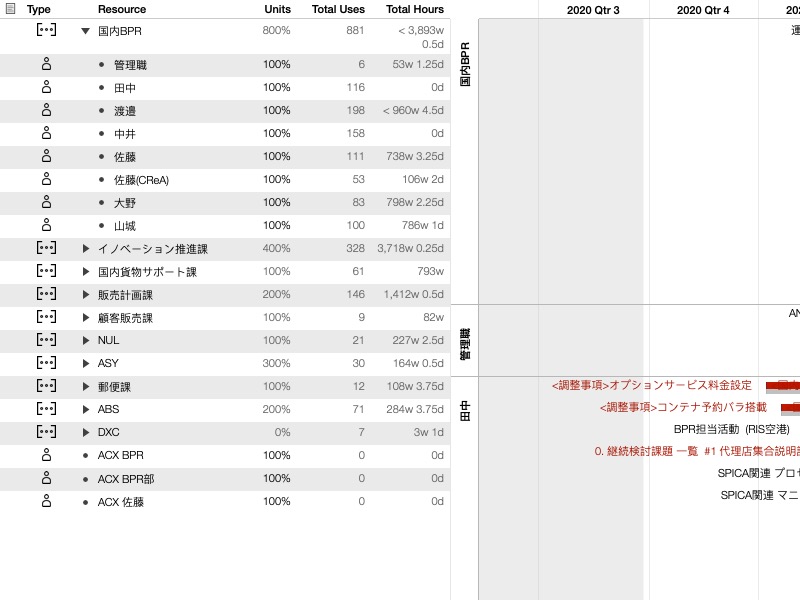 Type Resource Units Total Uses Total Hours
国内BPR 800% 881 < 3,893w
0.5d
管理職 100% 6 53w 1.25d
田中 100% 116 0d
渡邉 100% 198 < 960w 4.5d
中井 100% 158 0d
佐藤 100% 111 738w 3.25d
佐藤(CReA) 100% 53 106w 2d
大野 100% 83 798w 2.25d
山城 100% 100 786w 1d
イノベーション推進課 400% 328 3,718w 0.25d
国内貨物サポート課 100% 61 793w
販売計画課 200% 146 1,412w 0.5d
顧客販売課 100% 9 82w
NUL 100% 21 227w 2.5d
ASY 300% 30 164w 0.5d
郵便課 100% 12 108w 3.75d
ABS 200% 71 284w 3.75d
DXC 0% 7 3w 1d
ACX BPR 100% 0 0d
ACX BPR部 100% 0 0d
ACX 佐藤 100% 0 0d
2020 Qtr 3 2020 Qtr 4 202
国内BPR
管理職
AN
田中
<調整事項>オプションサービス料金設定
<調整事項>コンテナ予約バラ搭載
BPR担当活動 (RIS空港)
0. 継続検討課題 一覧 #1 代理店集合説明
SPICA関連 プロ
SPICA関連 マニ